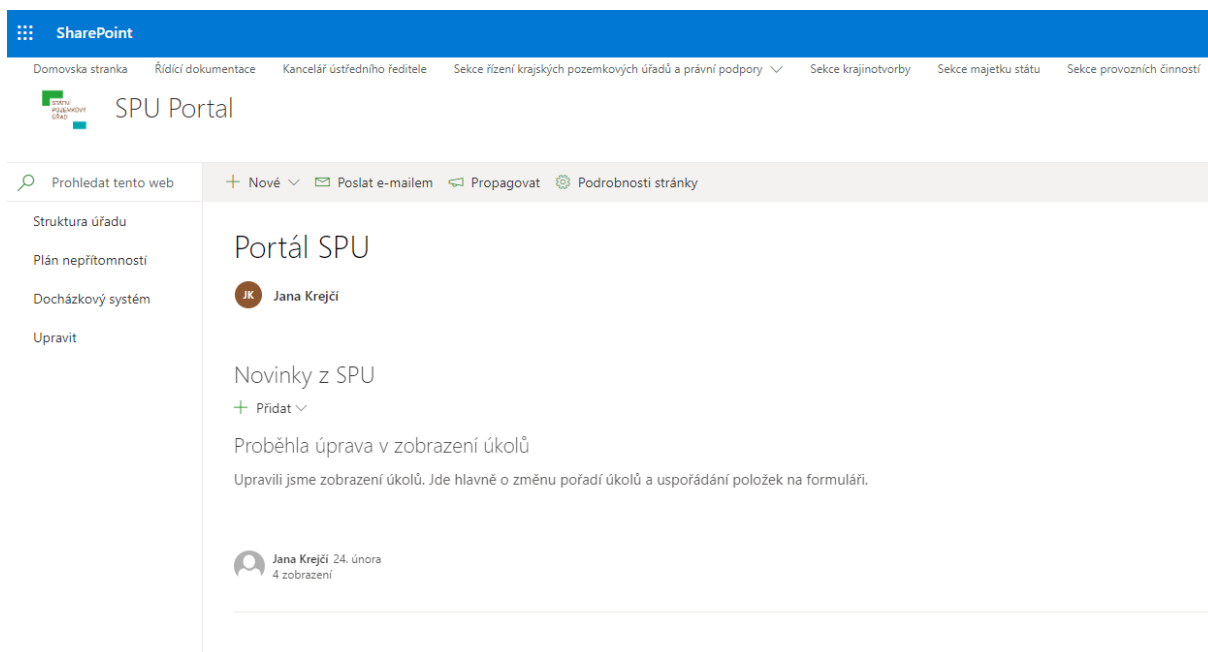 SharePoint
Domovska stranka Řídící dokumentace Kancelář ústředního ředitele Sekce řízení krajských pozemkových úřadů a právní podpory Sekce krajinotvorby Sekce majetku státu Sekce provozních činností
STÁTNÍ
POZEMKOVÝ
ÚŘAD
SPU Portal
Prohledat tento web
Nové Poslat e-mailem Propagovat Podrobnosti stránky
Struktura úřadu
Plán nepřítomností
Docházkový systém
Upravit
Portál SPU
JK Jana Krejčí
Novinky z SPU
Přidat
Proběhla úprava v zobrazení úkolů
Upravili jsme zobrazení úkolů. Jde hlavně o změnu pořadí úkolů a uspořádání položek na formuláři.
Jana Krejčí 24. února
4 zobrazení